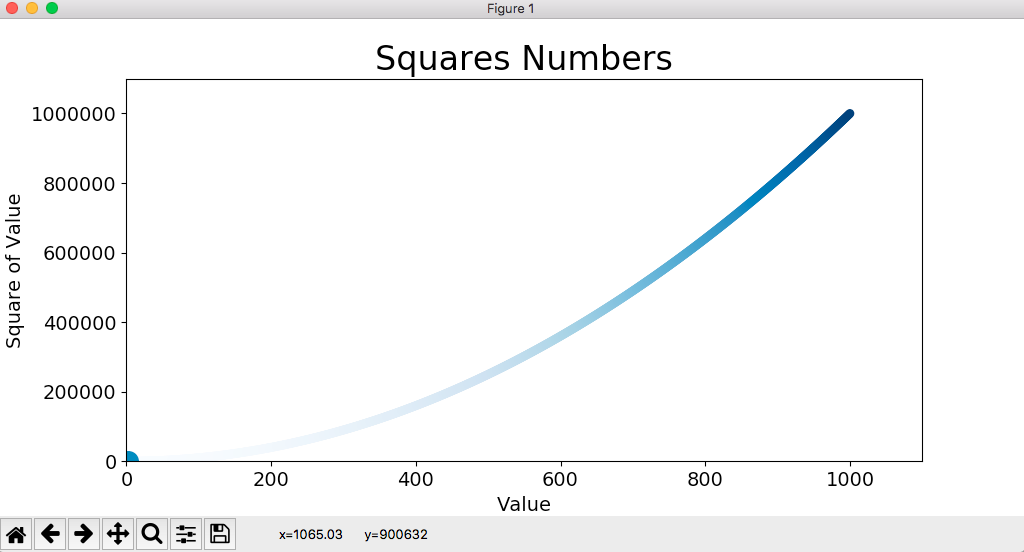 Figure 1
Squares Numbers
1000000
800000
600000
400000
200000
0
Square of Value
0 200 400 600 800 1000
Value
x=1065.03 y=900632